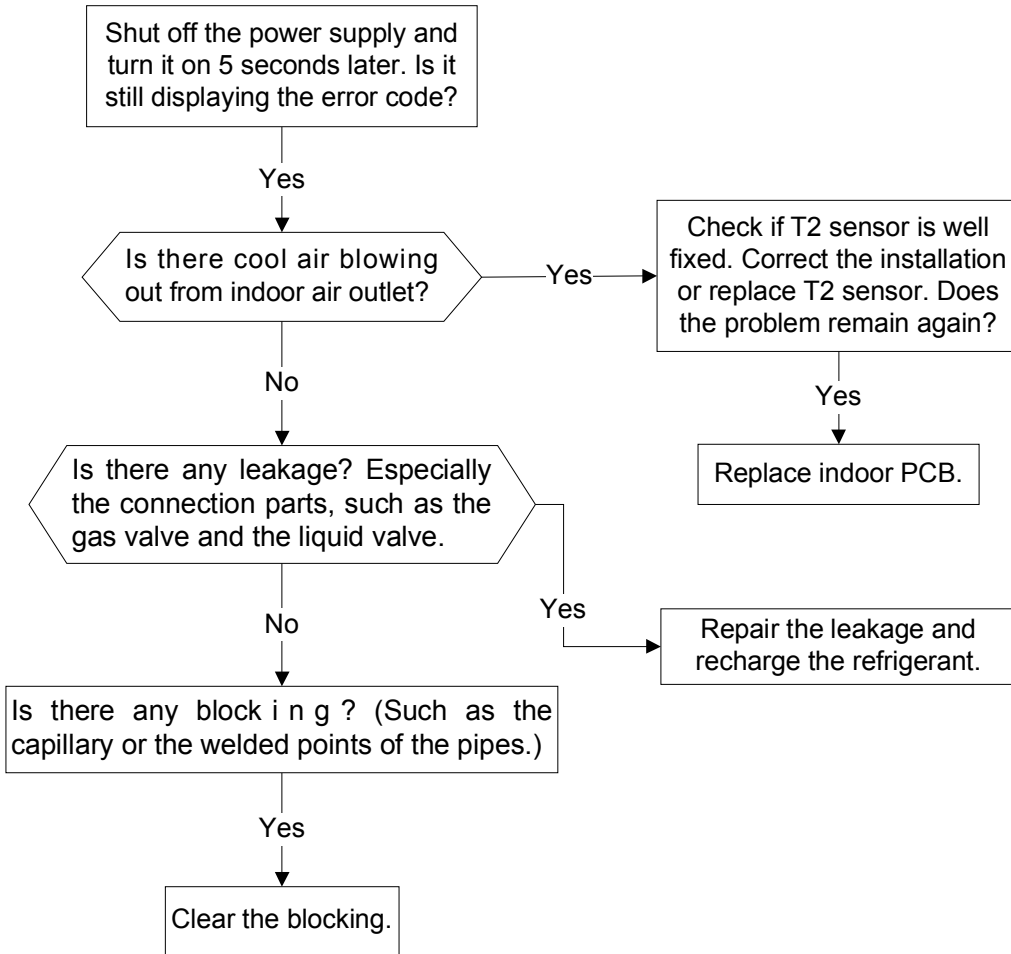 Shut off the power supply and
turn it on 5 seconds later. Is it
still displaying the error code?
Yes
Is there cool air blowing
out from indoor air outlet?
Yes
Check if T2 sensor is well
fixed. Correct the installation
or replace T2 sensor. Does
the problem remain again?
Yes
Replace indoor PCB.
No
Is there any leakage? Especially
the connection parts, such as the
gas valve and the liquid valve.
Yes
Repair the leakage and
recharge the refrigerant.
No
Is there any block i n g ? (Such as the
capillary or the welded points of the pipes.)
Yes
Clear the blocking.